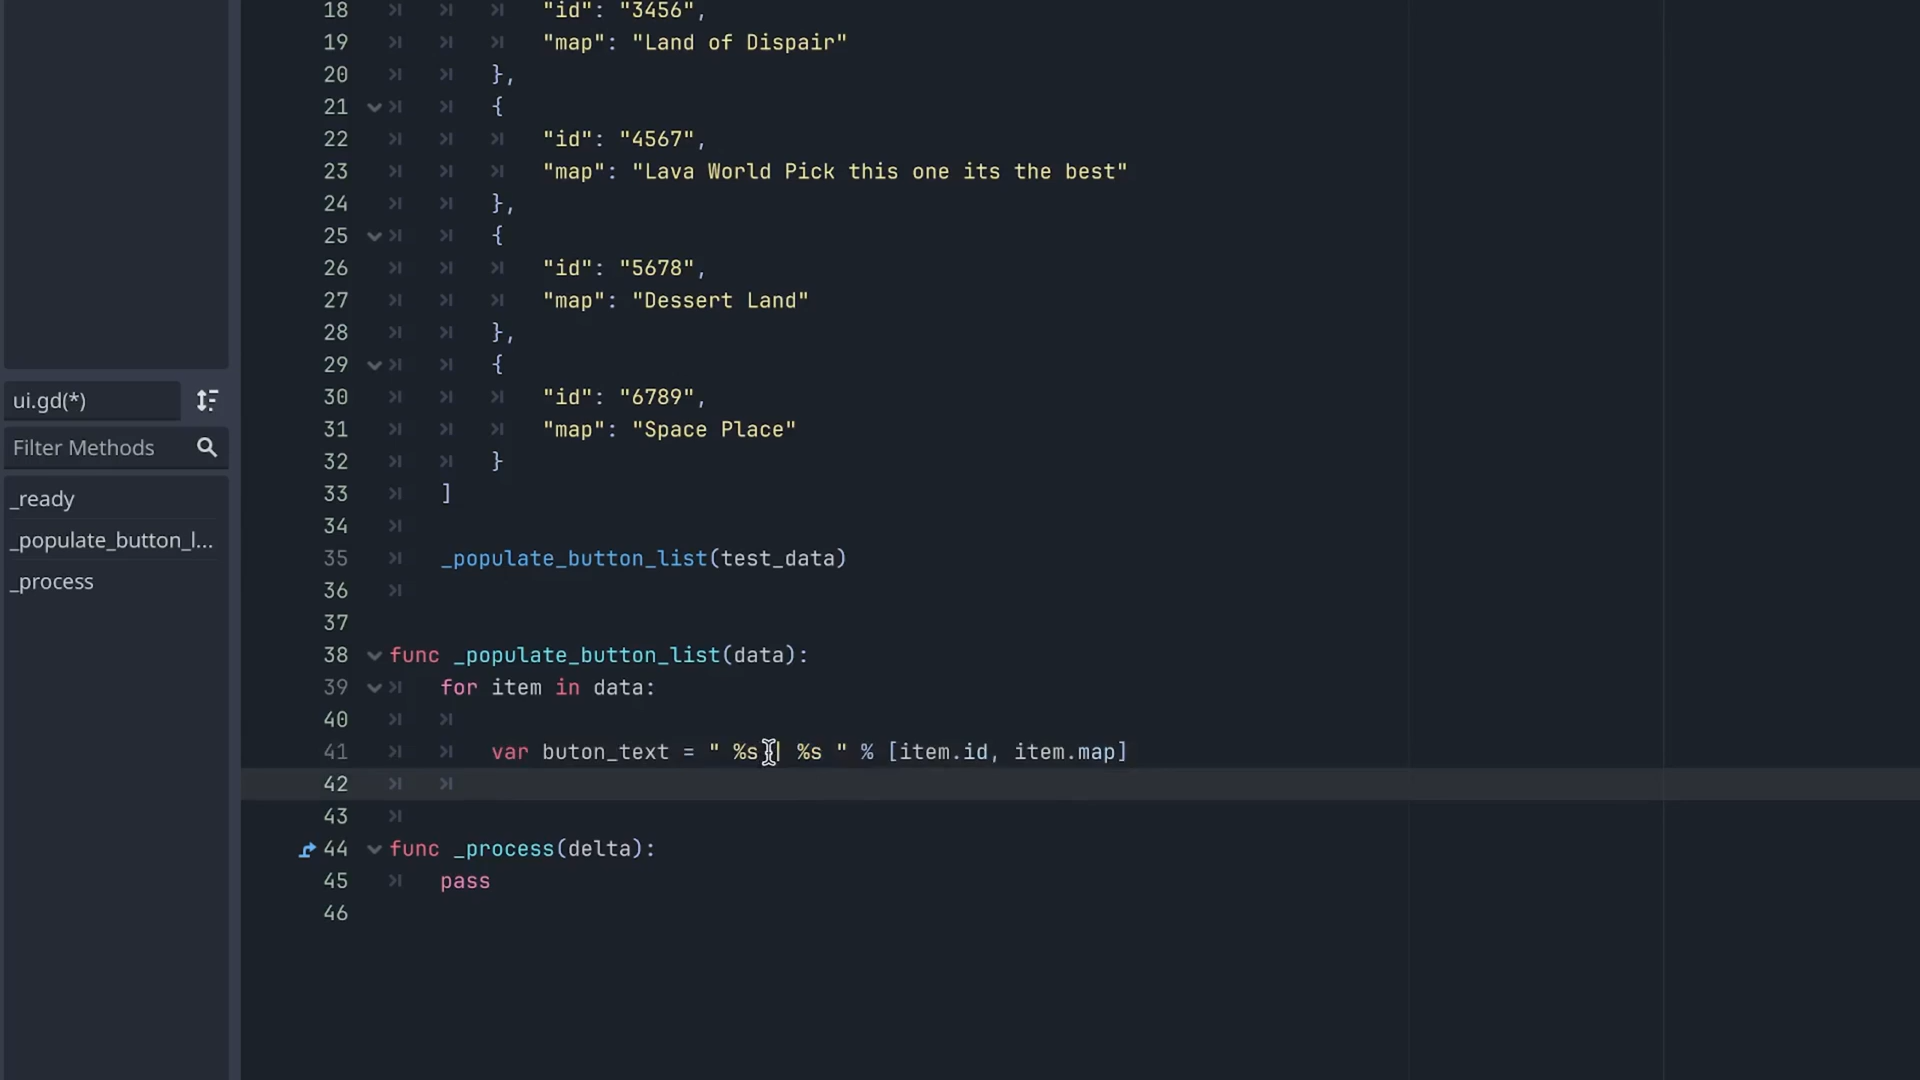 18 "id": "3456",
19 "map": "Land of Dispair"
20 },
21 {
22 "id": "4567",
23 "map": "Lava World Pick this one its the best"
24 },
25 {
26 "id": "5678",
27 "map": "Dessert Land"
28 },
29 {
30 "id": "6789",
31 "map": "Space Place"
32 }
33 ]
34
35 _populate_button_list(test_data)
36
37
38 func _populate_button_list(data):
39 for item in data:
40
41 var buton_text = " %s | %s " % [item.id, item.map]
42
43
44 func _process(delta):
45 pass
46
ui.gd(*)
Filter Methods
_ready
_populate_button_l...
_process